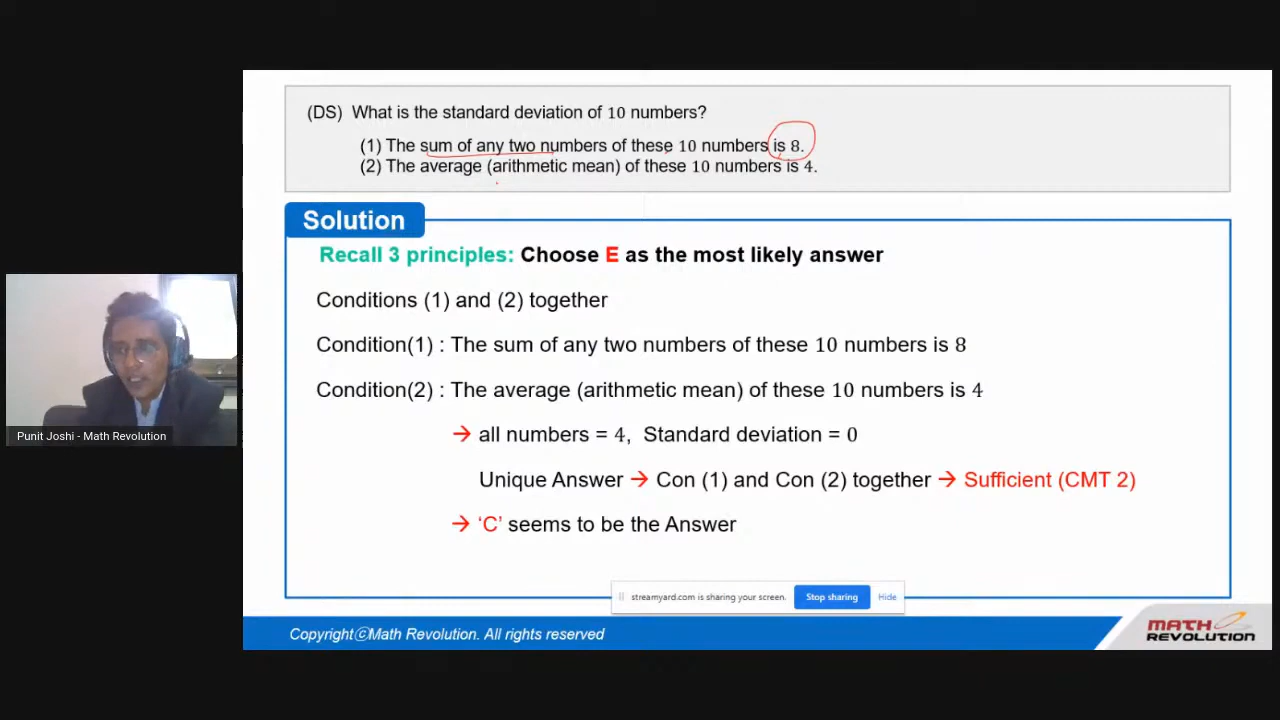 (DS) What is the standard deviation of 10 numbers?
(1) The sum of any two numbers of these 10 numbers is 8.
(2) The average (arithmetic mean) of these 10 numbers is 4.
Solution
Recall 3 principles: Choose E as the most likely answer
Conditions (1) and (2) together
Condition(1) : The sum of any two numbers of these 10 numbers is 8
Condition(2) : The average (arithmetic mean) of these 10 numbers is 4
→ all numbers = 4, Standard deviation = 0
Unique Answer → Con (1) and Con (2) together → Sufficient (CMT 2)
→ ‘C’ seems to be the Answer
Punit Joshi - Math Revolution
streamyard.com is sharing your screen. Stop sharing Hide
Copyrightⓒ Math Revolution. All rights reserved
MATH
REVOLUTION